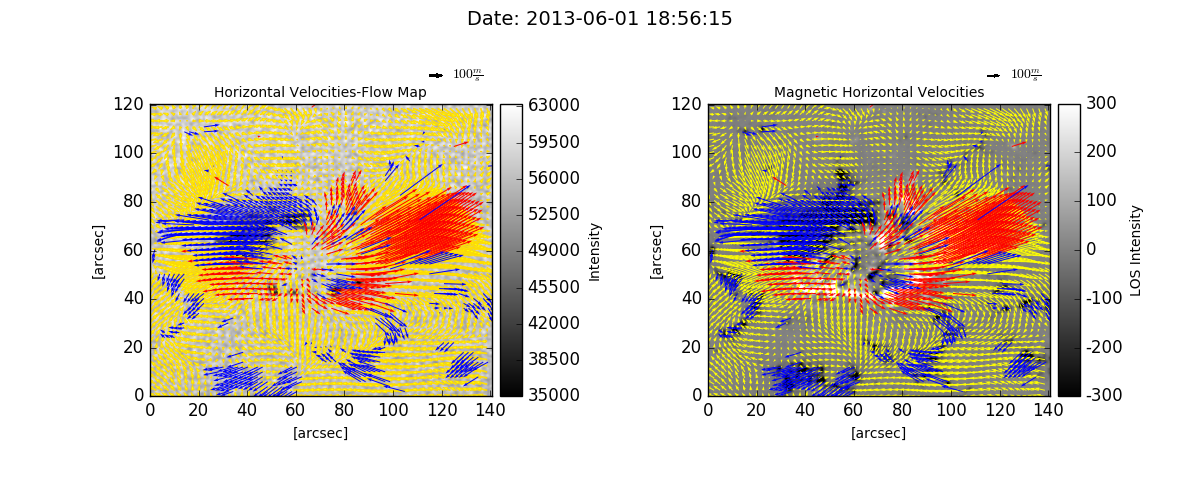 Date: 2013-06-01 18:56:15
100 m/s
100 m/s
Horizontal Velocities-Flow Map
Magnetic Horizontal Velocities
120
100
80
60
40
20
0
[arcsec]
0 20 40 60 80 100 120 140
[arcsec]
63000
59500
56000
52500
49000
45500
42000
38500
35000
Intensity
120
100
80
60
40
20
0
[arcsec]
0 20 40 60 80 100 120 140
[arcsec]
300
200
100
0
-100
-200
-300
LOS Intensity